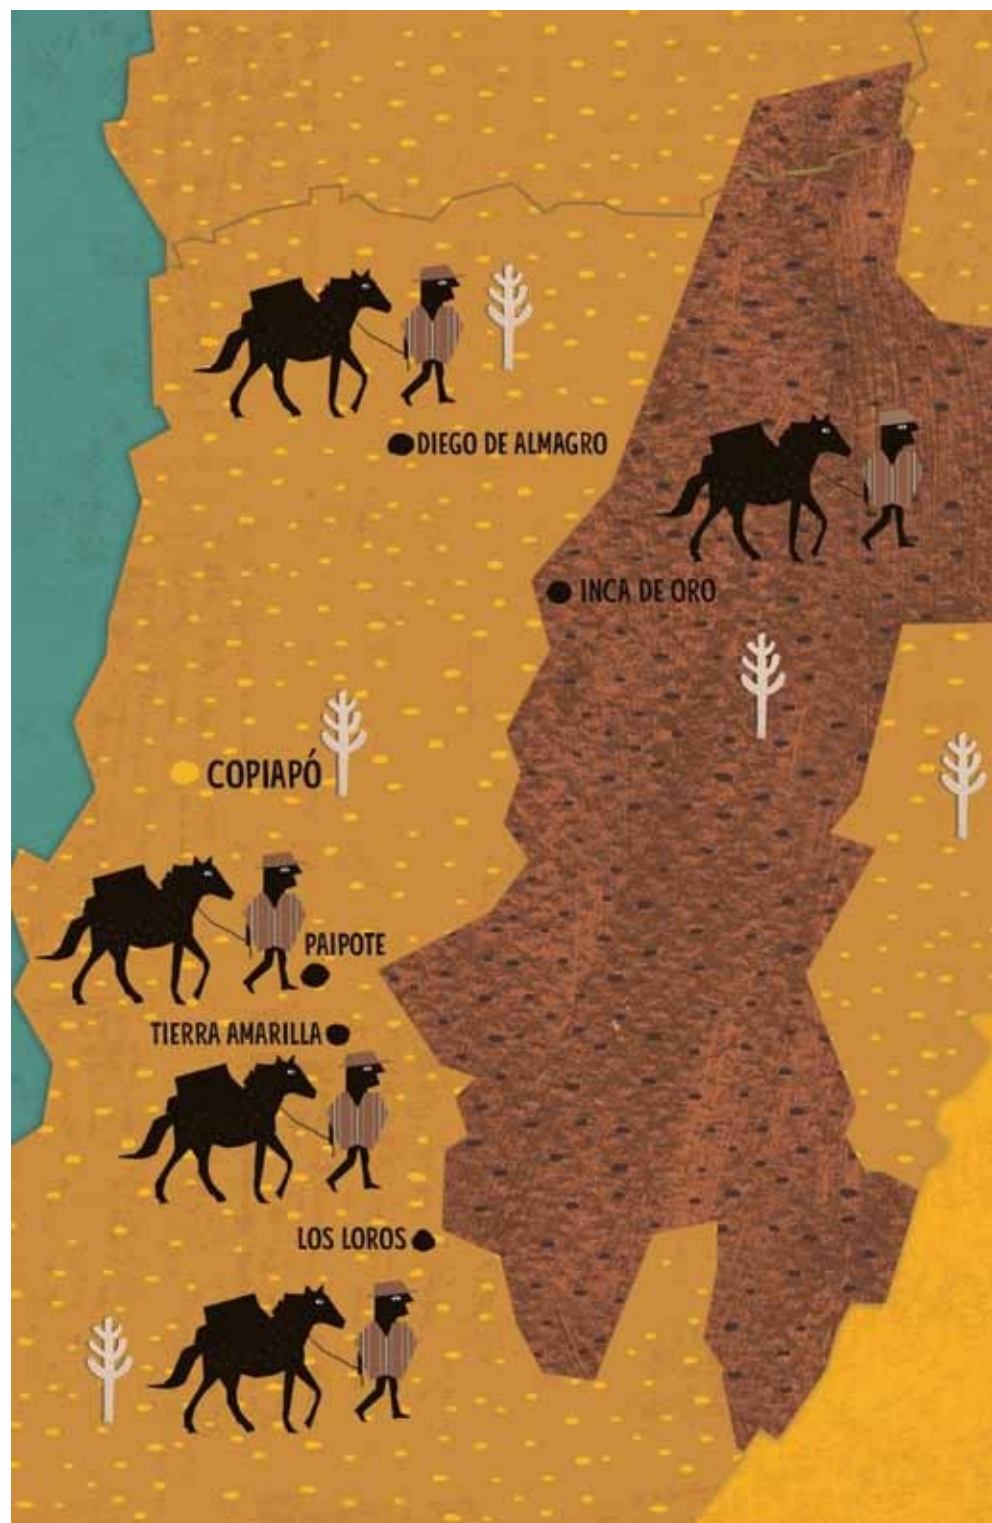 DIEGO DE ALMAGRO
INCA DE ORO
COPIAPÓ
PAIPOTE
TIERRA AMARILLA
LOS LOROS